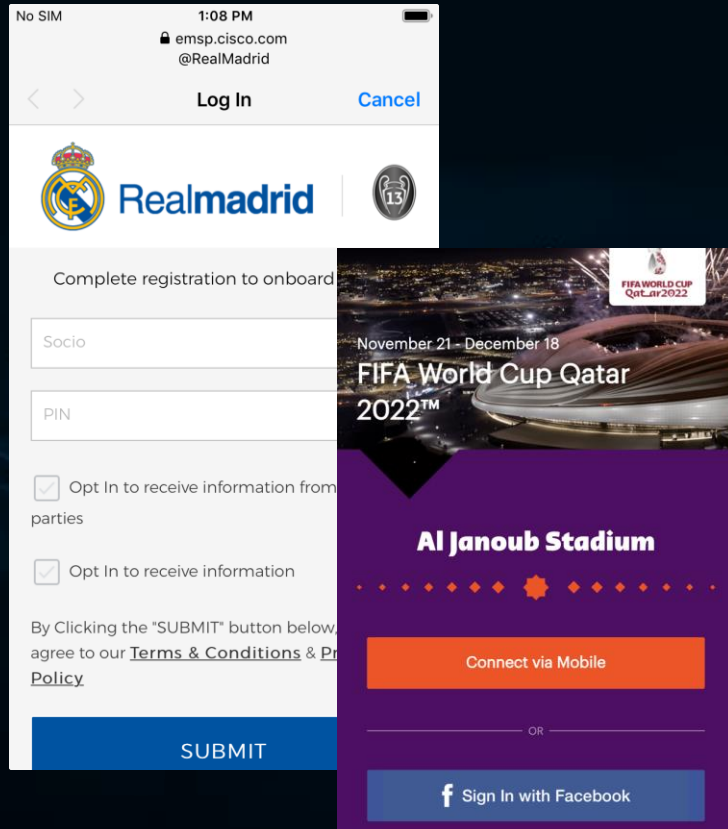 No SIM 1:08 PM
emsp.cisco.com
@RealMadrid
Log In Cancel
Realmadrid 13
Complete registration to onboard
Socio
PIN
Opt In to receive information from
parties
Opt In to receive information
By Clicking the "SUBMIT" button below,
agree to our Terms & Conditions & Pr
Policy
SUBMIT
FIFA WORLD CUP
Qatar2022
November 21 - December 18
FIFA World Cup Qatar
2022™
Al Janoub Stadium
Connect via Mobile
OR
f Sign In with Facebook